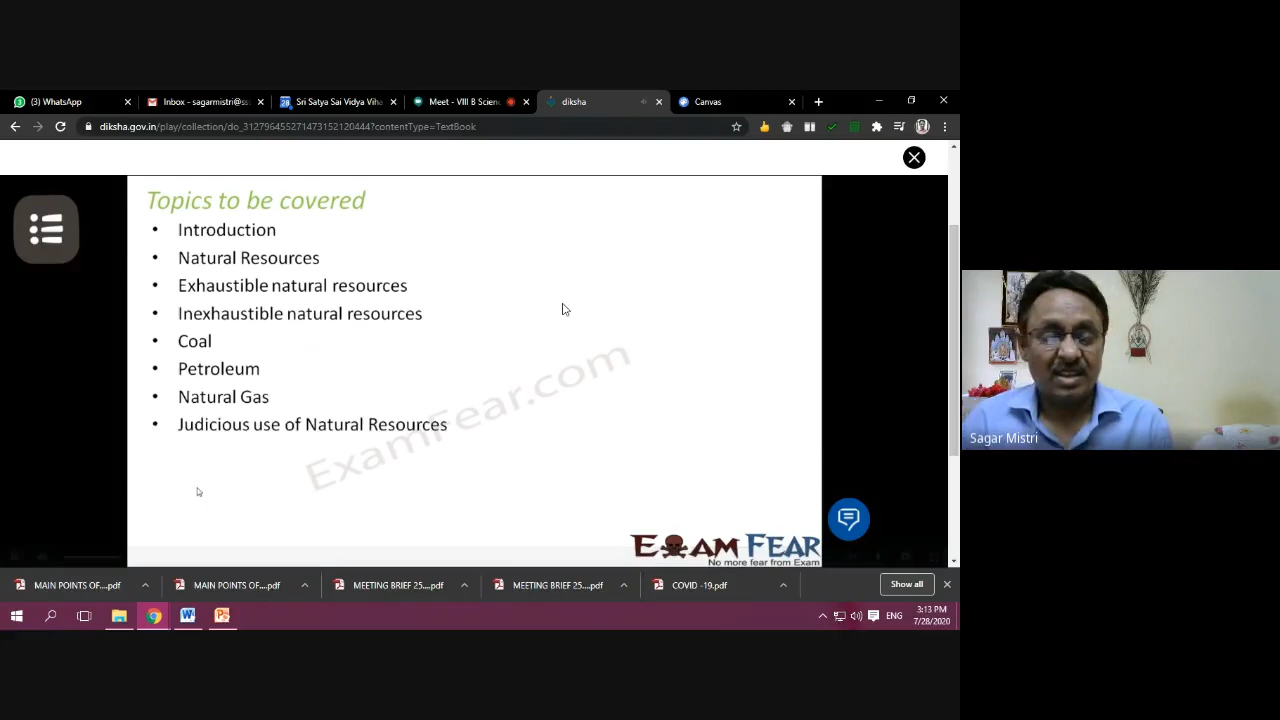 (3) WhatsApp
Inbox - sagarmistri@ss
Sri Satya Sai Vidya Viha
Meet - VIII B Scienc
diksha
Canvas
diksha.gov.in/play/collection/do_31279645527147315212​0444?contentType=TextBook
Topics to be covered
• Introduction
• Natural Resources
• Exhaustible natural resources
• Inexhaustible natural resources
• Coal
• Petroleum
• Natural Gas
• Judicious use of Natural Resources
ExamFear.com
EXAM FEAR
No more fear from Exam
Sagar Mistri
MAIN POINTS OF....pdf
MAIN POINTS OF....pdf
MEETING BRIEF 25....pdf
MEETING BRIEF 25....pdf
COVID -19.pdf
Show all
ENG
3:13 PM
7/28/2020